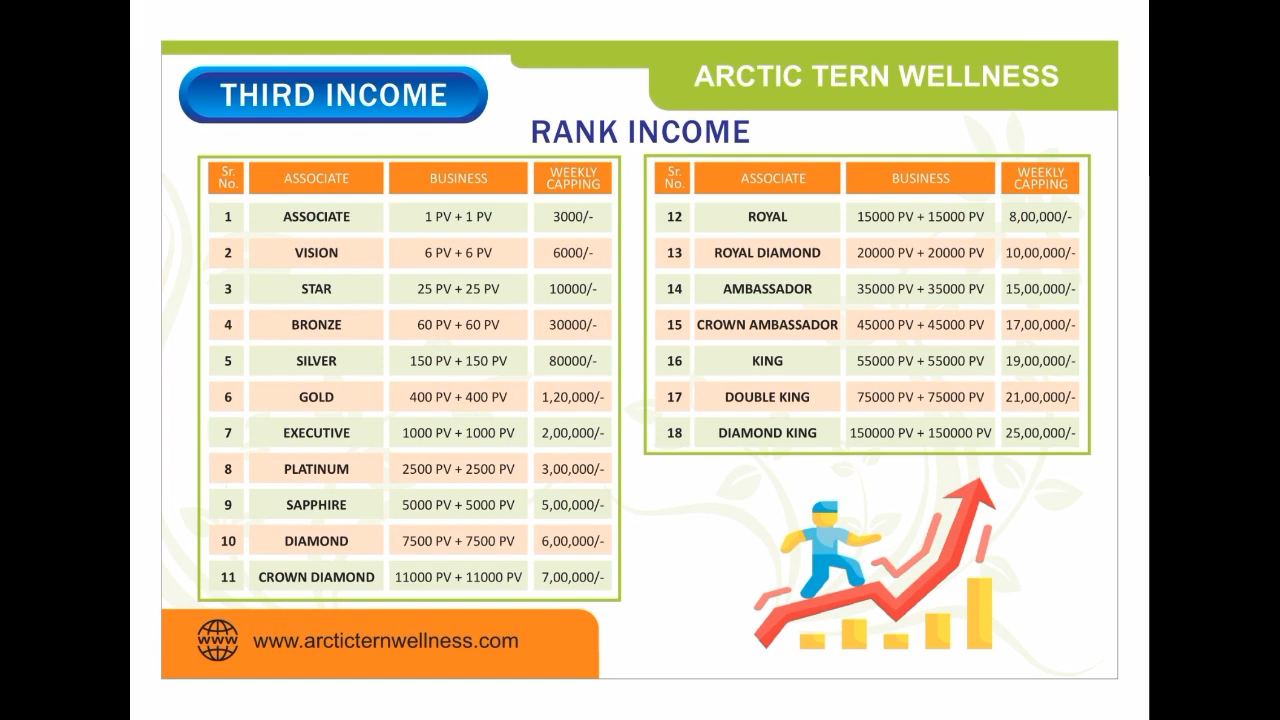 THIRD INCOME
ARCTIC TERN WELLNESS
RANK INCOME
Sr. No. ASSOCIATE BUSINESS WEEKLY CAPPING
1 ASSOCIATE 1 PV + 1 PV 3000/-
2 VISION 6 PV + 6 PV 6000/-
3 STAR 25 PV + 25 PV 10000/-
4 BRONZE 60 PV + 60 PV 30000/-
5 SILVER 150 PV + 150 PV 80000/-
6 GOLD 400 PV + 400 PV 1,20,000/-
7 EXECUTIVE 1000 PV + 1000 PV 2,00,000/-
8 PLATINUM 2500 PV + 2500 PV 3,00,000/-
9 SAPPHIRE 5000 PV + 5000 PV 5,00,000/-
10 DIAMOND 7500 PV + 7500 PV 6,00,000/-
11 CROWN DIAMOND 11000 PV + 11000 PV 7,00,000/-
Sr. No. ASSOCIATE BUSINESS WEEKLY CAPPING
12 ROYAL 15000 PV + 15000 PV 8,00,000/-
13 ROYAL DIAMOND 20000 PV + 20000 PV 10,00,000/-
14 AMBASSADOR 35000 PV + 35000 PV 15,00,000/-
15 CROWN AMBASSADOR 45000 PV + 45000 PV 17,00,000/-
16 KING 55000 PV + 55000 PV 19,00,000/-
17 DOUBLE KING 75000 PV + 75000 PV 21,00,000/-
18 DIAMOND KING 150000 PV + 150000 PV 25,00,000/-
www www.arcticternwellness.com